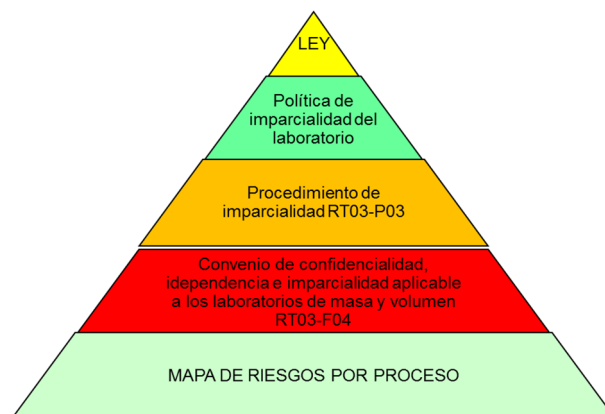 LEY
Política de
imparcialidad del
laboratorio
Procedimiento de
imparcialidad RT03-P03
Convenio de confidencialidad,
idependencia e imparcialidad aplicable
a los laboratorios de masa y volumen
RT03-F04
MAPA DE RIESGOS POR PROCESO